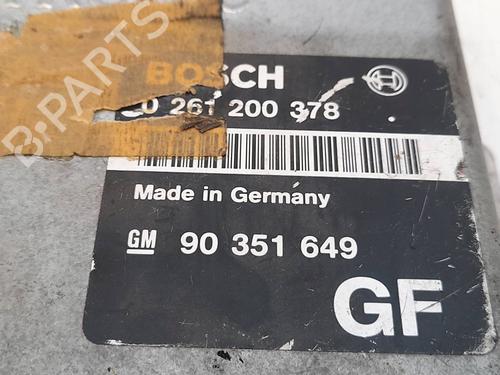 B-PARTS
BOSCH
0 261 200 378
Made in Germany
GM 90 351 649
GF